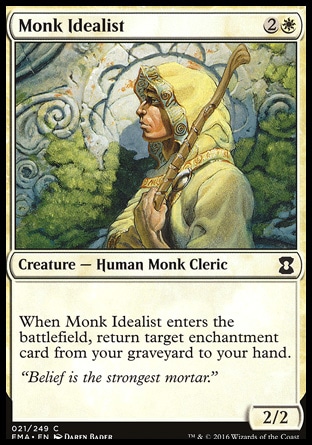 Monk Idealist 2
Creature — Human Monk Cleric
When Monk Idealist enters the
battlefield, return target enchantment
card from your graveyard to your hand.
“Belief is the strongest mortar.”
2/2
021/249 C
EMA • EN Daren Bader ™ & © 2016 Wizards of the Coast